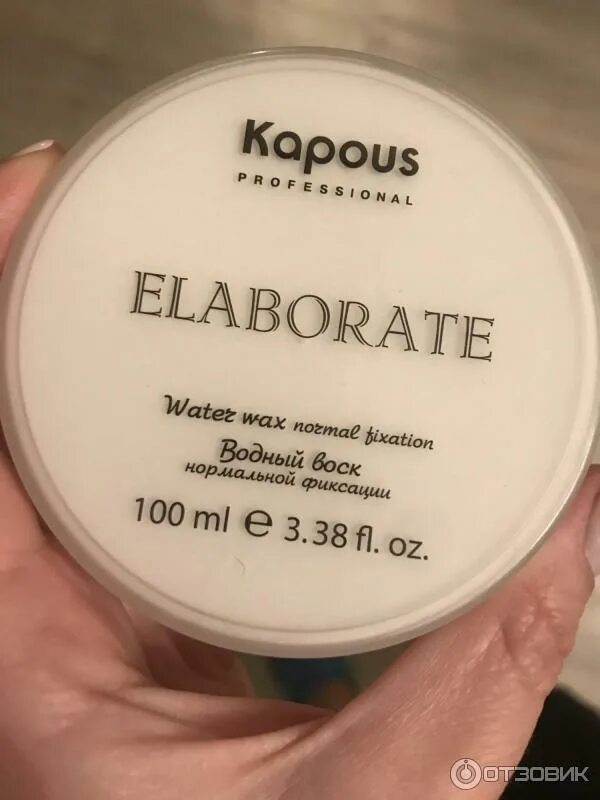 Kapous
PROFESSIONAL
ELABORATE
Water wax normal fixation
Водный воск
нормальной фиксации
100 ml ℮ 3.38 fl. oz.
ОТЗОВИК